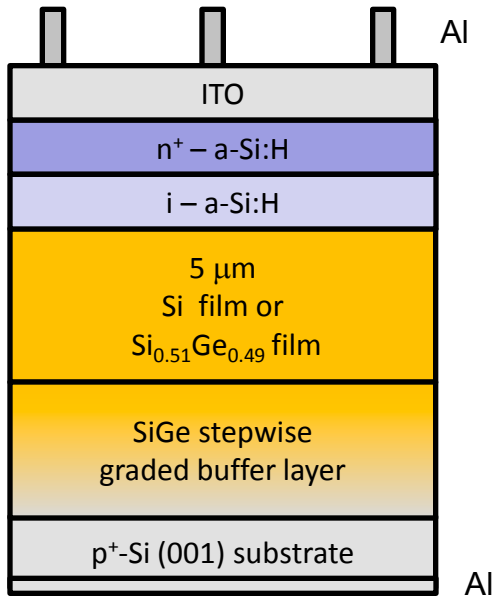 Al
ITO
n⁺ – a-Si:H
i – a-Si:H
5 μm
Si film or
Si₀.₅₁Ge₀.₄₉ film
SiGe stepwise
graded buffer layer
p⁺-Si (001) substrate
Al